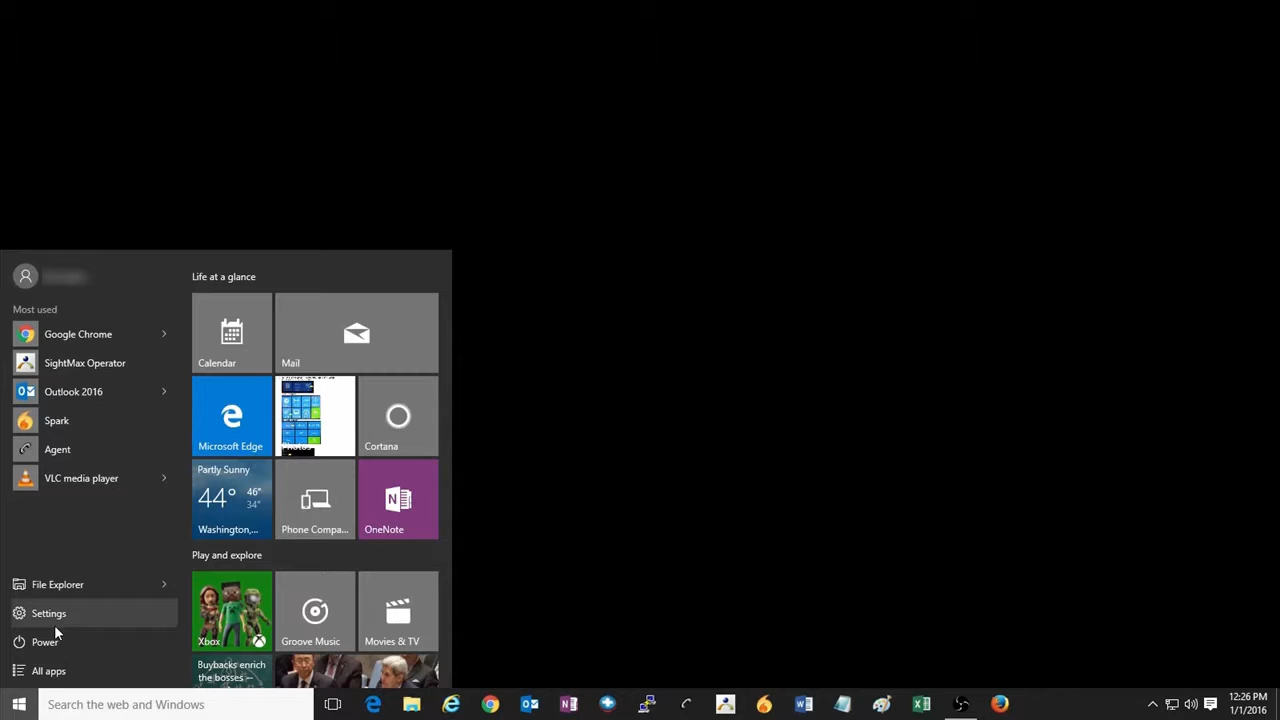 Life at a glance
Most used
Google Chrome
SightMax Operator
Outlook 2016
Spark
Agent
VLC media player
Calendar
Mail
Microsoft Edge
Cortana
Partly Sunny
44° 46°
34°
Washington,...
Phone Compa...
OneNote
Play and explore
Xbox
Groove Music
Movies & TV
Buybacks enrich
the bosses --
File Explorer
Settings
Power
All apps
Search the web and Windows
12:26 PM
1/1/2016